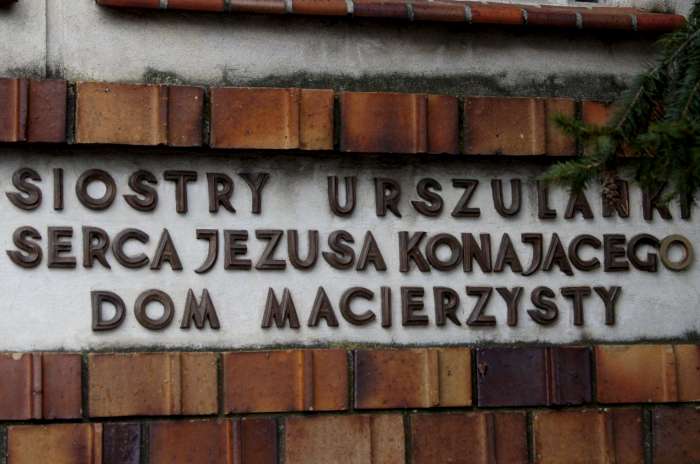 SIOSTRY URSZULANKI
SERCA JEZUSA KONAJĄCEGO
DOM MACIERZYSTY